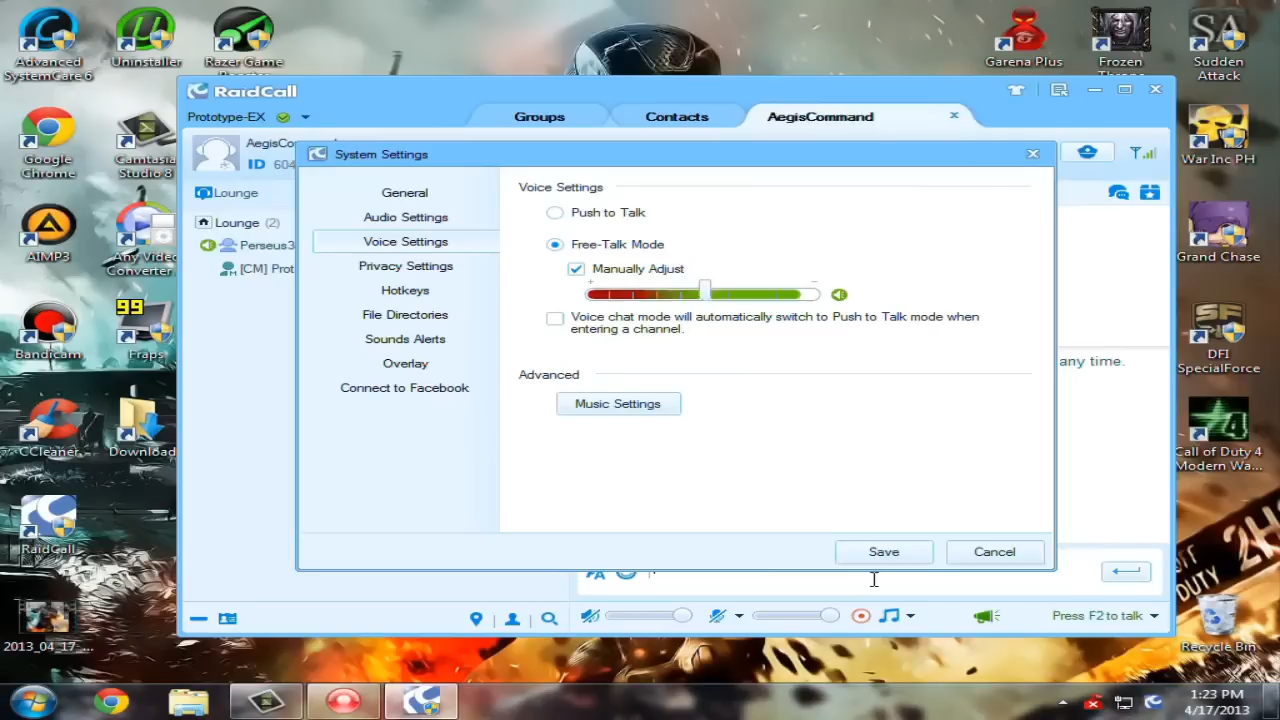 Advanced
SystemCare 6
Uninstaller
Razer Game
Garena Plus
Frozen
Sudden
Attack
RaidCall
Prototype-EX
Groups
Contacts
AegisCommand
Google
Chrome
Camtasia
Studio 8
AegisCo
ID 604
System Settings
War Inc PH
Lounge
Lounge (2)
Perseus3
[CM] Prot
General
Audio Settings
Voice Settings
Privacy Settings
Hotkeys
File Directories
Sounds Alerts
Overlay
Connect to Facebook
Voice Settings
Push to Talk
Free-Talk Mode
Manually Adjust
+
-
Voice chat mode will automatically switch to Push to Talk mode when
entering a channel.
Advanced
Music Settings
Save
Cancel
any time.
AIMP3
Any Video
Converter
Grand Chase
99
Bandicam
Fraps
SF
DFI
SpecialForce
CCleaner
Download
4
Call of Duty 4
Modern Wa...
RaidCall
2013_04_17_...
Press F2 to talk
Recycle Bin
1:23 PM
4/17/2013